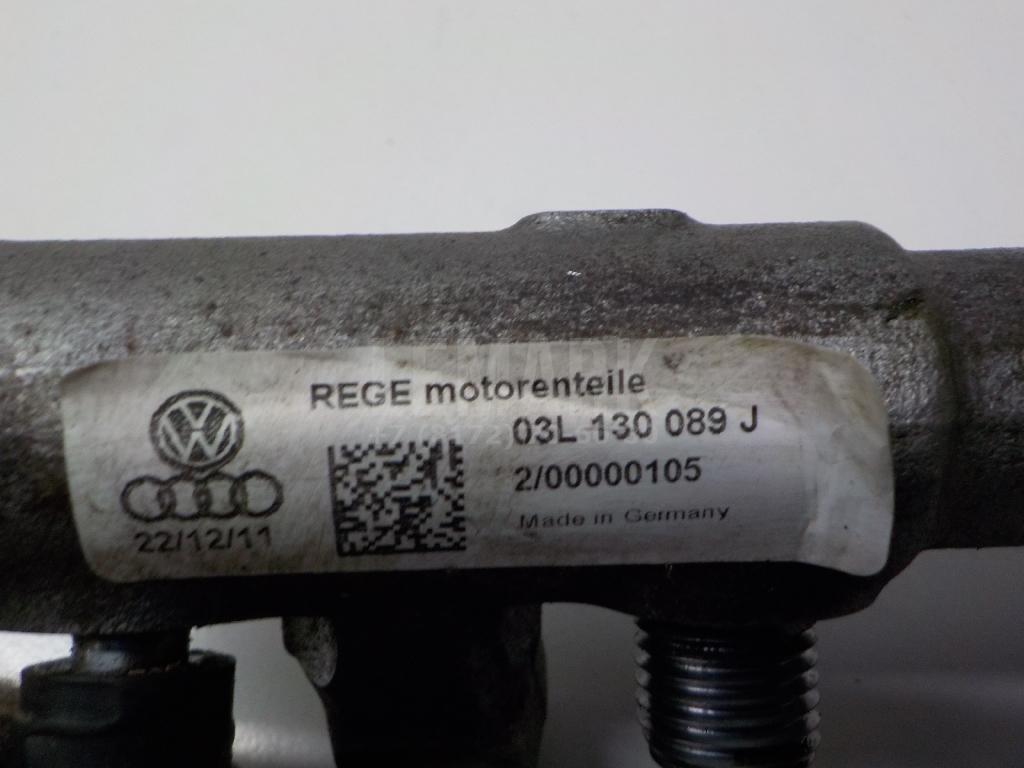 REGE motorenteile
03L 130 089 J
2/00000105
Made in Germany
22/12/11